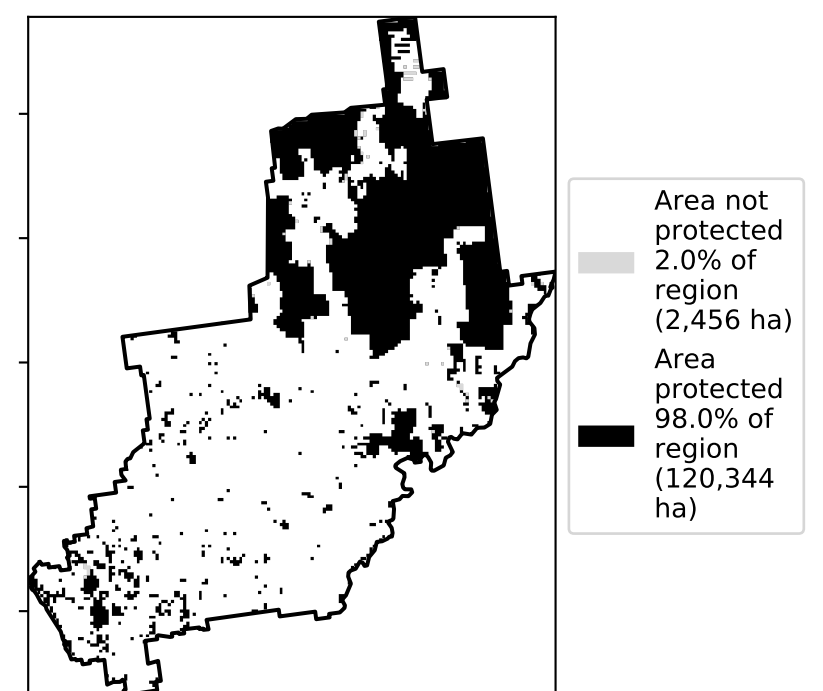 Area not
protected
2.0% of
region
(2,456 ha)
Area
protected
98.0% of
region
(120,344
ha)